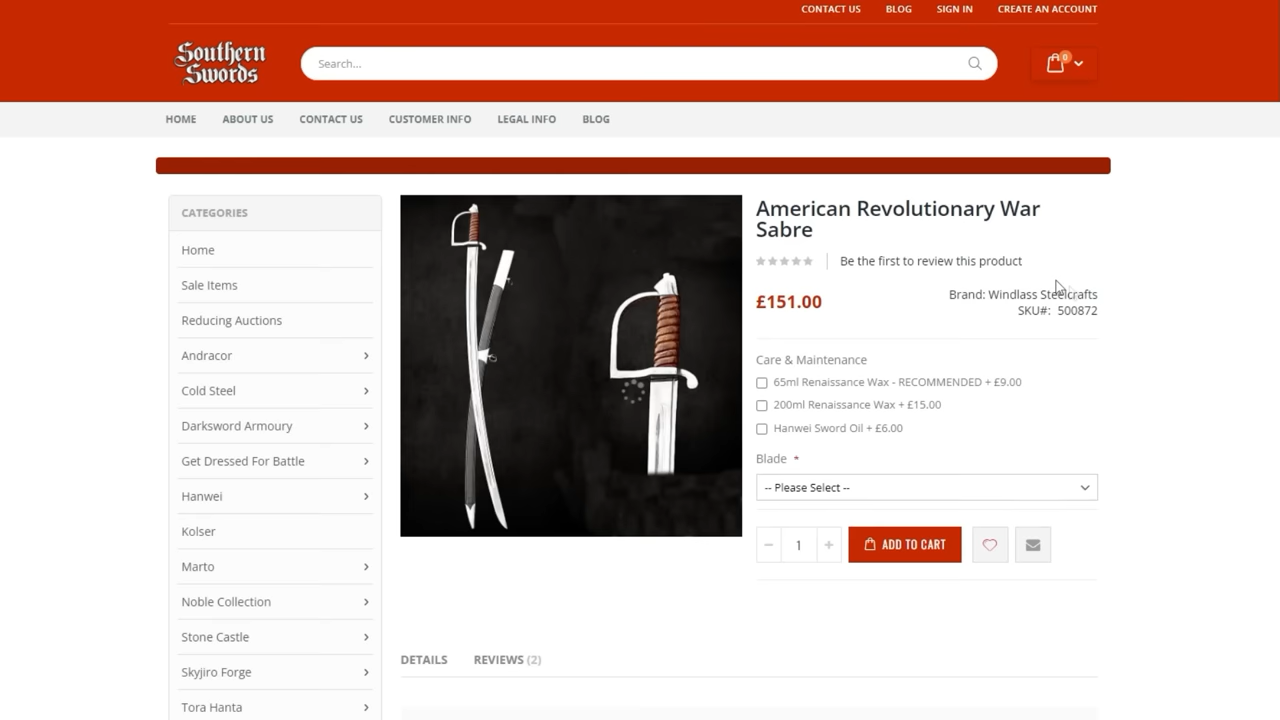 CONTACT US BLOG SIGN IN CREATE AN ACCOUNT
Southern
Swords
Search...
0
HOME ABOUT US CONTACT US CUSTOMER INFO LEGAL INFO BLOG
CATEGORIES
Home
Sale Items
Reducing Auctions
Andracor
Cold Steel
Darksword Armoury
Get Dressed For Battle
Hanwei
Kolser
Marto
Noble Collection
Stone Castle
Skyjiro Forge
Tora Hanta
American Revolutionary War
Sabre
Be the first to review this product
£151.00
Brand: Windlass Steelcrafts
SKU#: 500872
Care & Maintenance
65ml Renaissance Wax - RECOMMENDED + £9.00
200ml Renaissance Wax + £15.00
Hanwei Sword Oil + £6.00
Blade *
-- Please Select --
1
ADD TO CART
DETAILS REVIEWS (2)